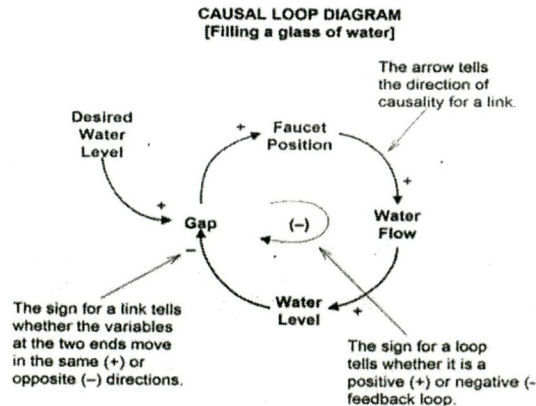 CAUSAL LOOP DIAGRAM
[Filling a glass of water]
The arrow tells
the direction of
causality for a link.
Desired
Water
Level
+
Faucet
Position
+
+
Gap
(–)
Water
Flow
–
Water
Level
+
The sign for a link tells
whether the variables
at the two ends move
in the same (+) or
opposite (–) directions.
The sign for a loop
tells whether it is a
positive (+) or negative (–
feedback loop.